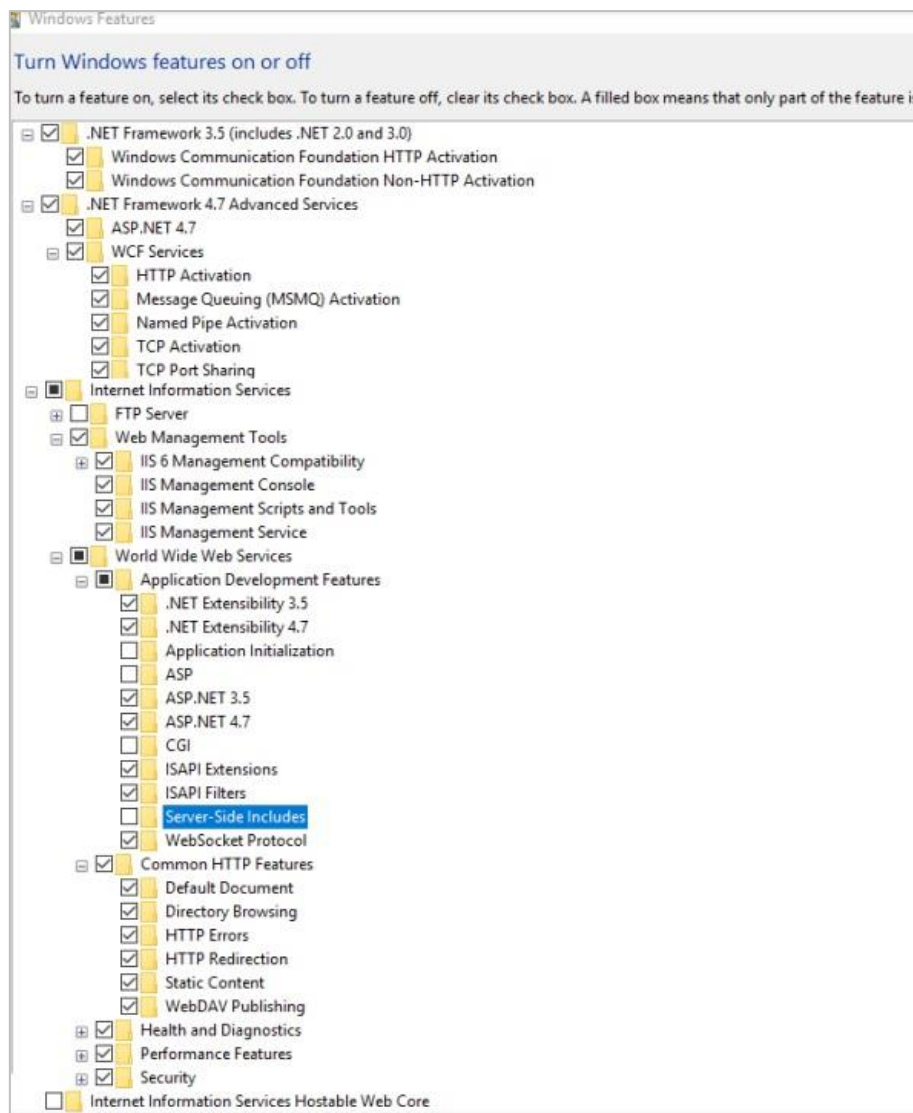 Windows Features
Turn Windows features on or off
To turn a feature on, select its check box. To turn a feature off, clear its check box. A filled box means that only part of the feature is
.NET Framework 3.5 (includes .NET 2.0 and 3.0)
Windows Communication Foundation HTTP Activation
Windows Communication Foundation Non-HTTP Activation
.NET Framework 4.7 Advanced Services
ASP.NET 4.7
WCF Services
HTTP Activation
Message Queuing (MSMQ) Activation
Named Pipe Activation
TCP Activation
TCP Port Sharing
Internet Information Services
FTP Server
Web Management Tools
IIS 6 Management Compatibility
IIS Management Console
IIS Management Scripts and Tools
IIS Management Service
World Wide Web Services
Application Development Features
.NET Extensibility 3.5
.NET Extensibility 4.7
Application Initialization
ASP
ASP.NET 3.5
ASP.NET 4.7
CGI
ISAPI Extensions
ISAPI Filters
Server-Side Includes
WebSocket Protocol
Common HTTP Features
Default Document
Directory Browsing
HTTP Errors
HTTP Redirection
Static Content
WebDAV Publishing
Health and Diagnostics
Performance Features
Security
Internet Information Services Hostable Web Core